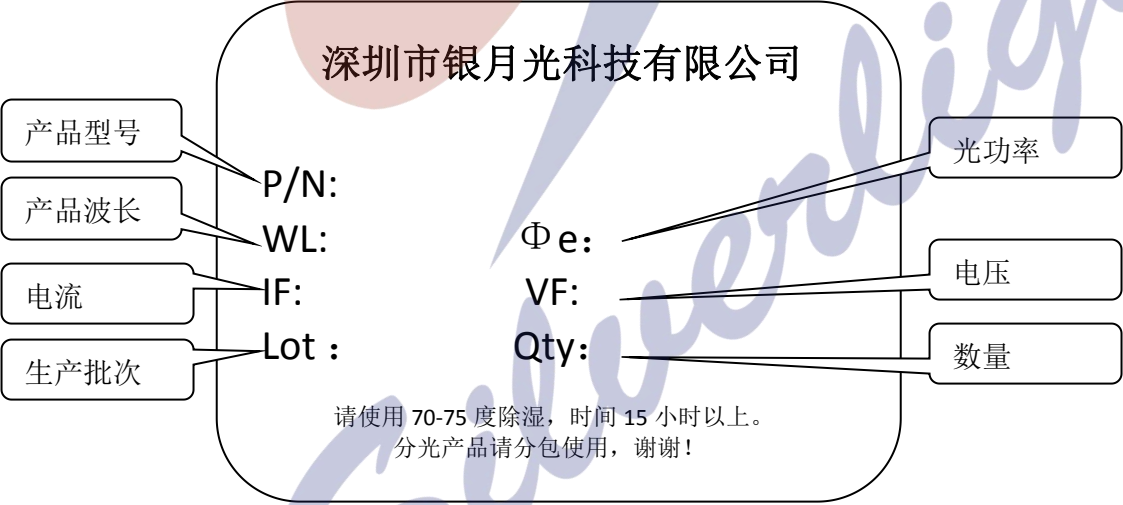 深圳市银月光科技有限公司
产品型号
P/N:
光功率
产品波长
WL:
Φe：
电流
IF:
VF:
电压
生产批次
Lot：
Qty：
数量
请使用 70-75 度除湿，时间 15 小时以上。
分光产品请分包使用，谢谢！